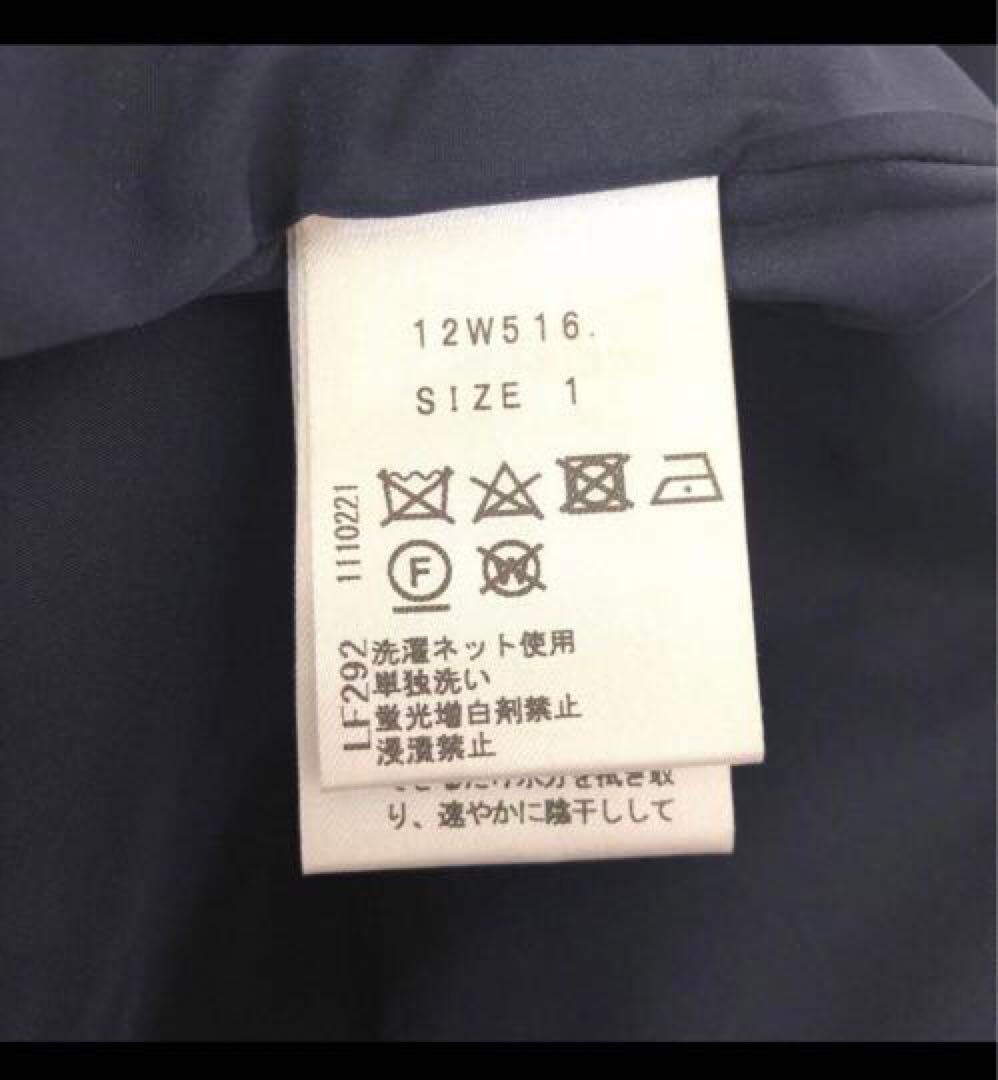 12W516.
SIZE 1
1110221
F
W
LF292
洗濯ネット使用
単独洗い
蛍光増白剤禁止
浸漬禁止
り、速やかに陰干しして